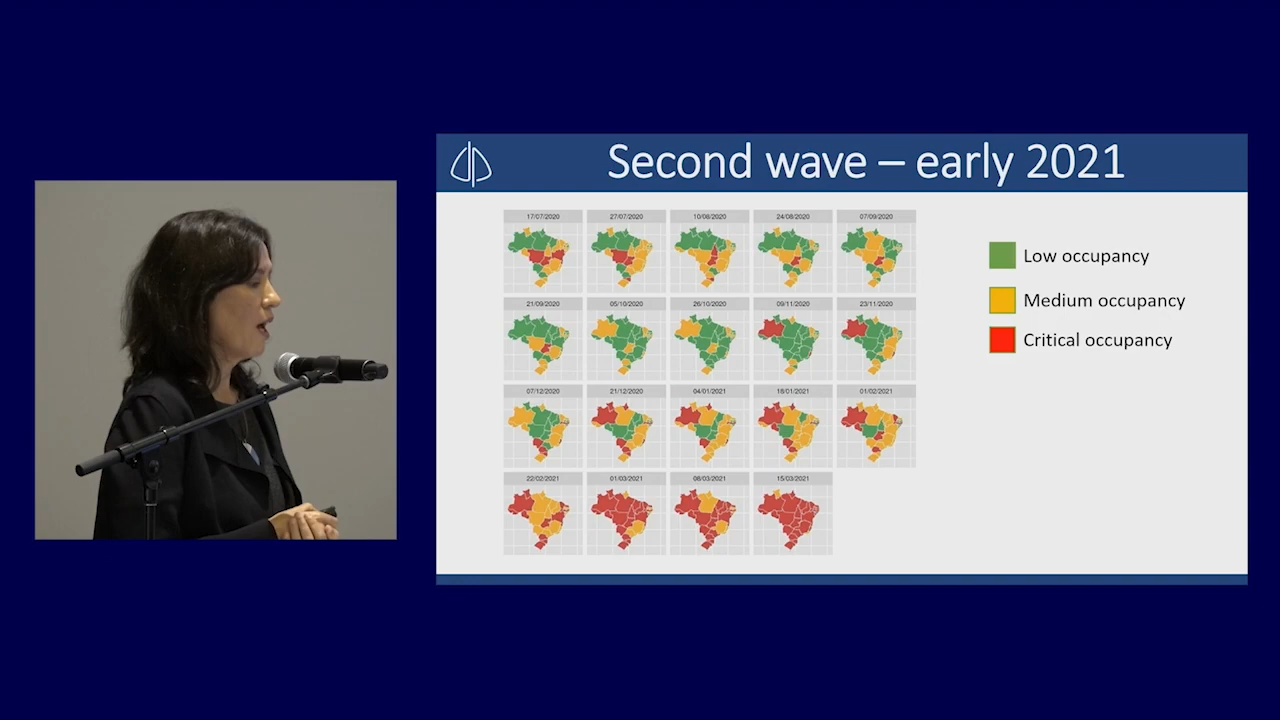 Second wave – early 2021
17/07/2020 27/07/2020 10/08/2020 24/08/2020 07/09/2020
Low occupancy
Medium occupancy
21/09/2020 05/10/2020 26/10/2020 09/11/2020 23/11/2020
Critical occupancy
07/12/2020 21/12/2020 04/01/2021 18/01/2021 01/02/2021
22/02/2021 01/03/2021 08/03/2021 15/03/2021